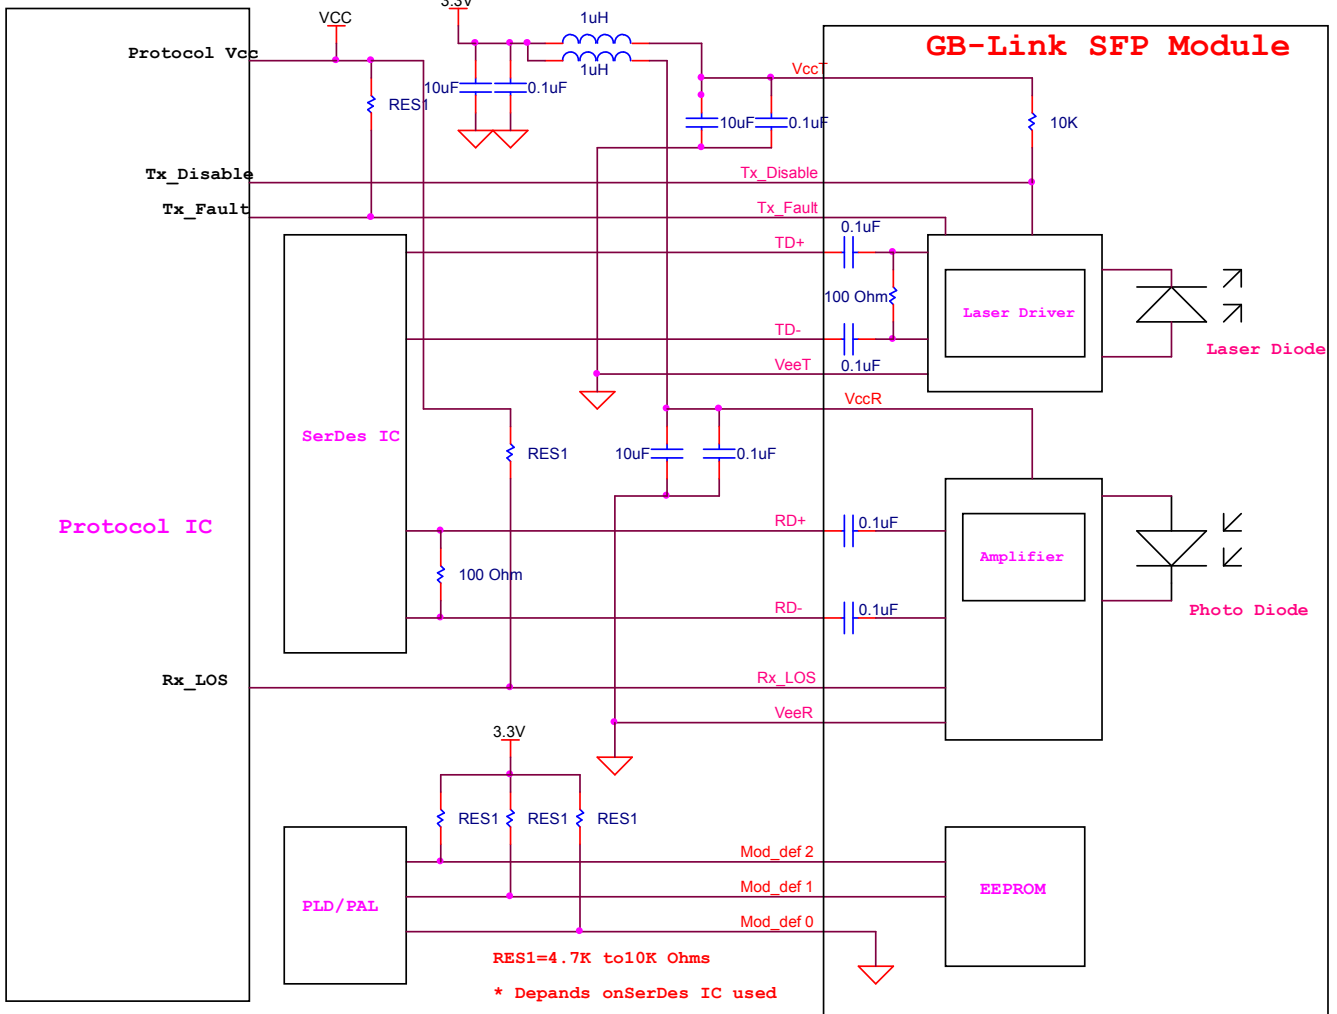 3.3V
VCC
1uH
GB-Link SFP Module
Protocol Vcc
1uH
VccT
10uF
0.1uF
RES1
10uF
0.1uF
10K
Tx_Disable
Tx_Disable
Tx_Fault
Tx_Fault
0.1uF
TD+
100 Ohm
Laser Driver
TD-
Laser Diode
VeeT
0.1uF
VccR
SerDes IC
RES1
10uF
0.1uF
Protocol IC
RD+
0.1uF
Amplifier
100 Ohm
RD-
0.1uF
Photo Diode
Rx_LOS
Rx_LOS
VeeR
3.3V
RES1
RES1
RES1
Mod_def 2
Mod_def 1
EEPROM
PLD/PAL
Mod_def 0
RES1=4.7K to10K Ohms
* Depands onSerDes IC used